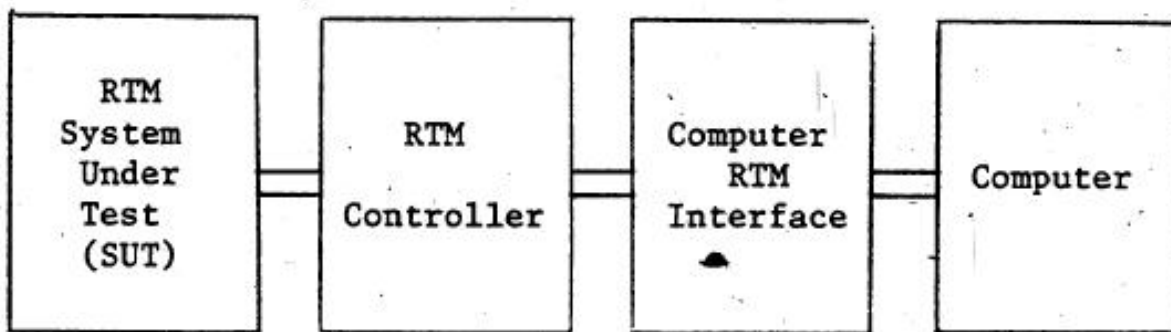 RTM
System
Under
Test
(SUT)
RTM
Controller
Computer
RTM
Interface
Computer